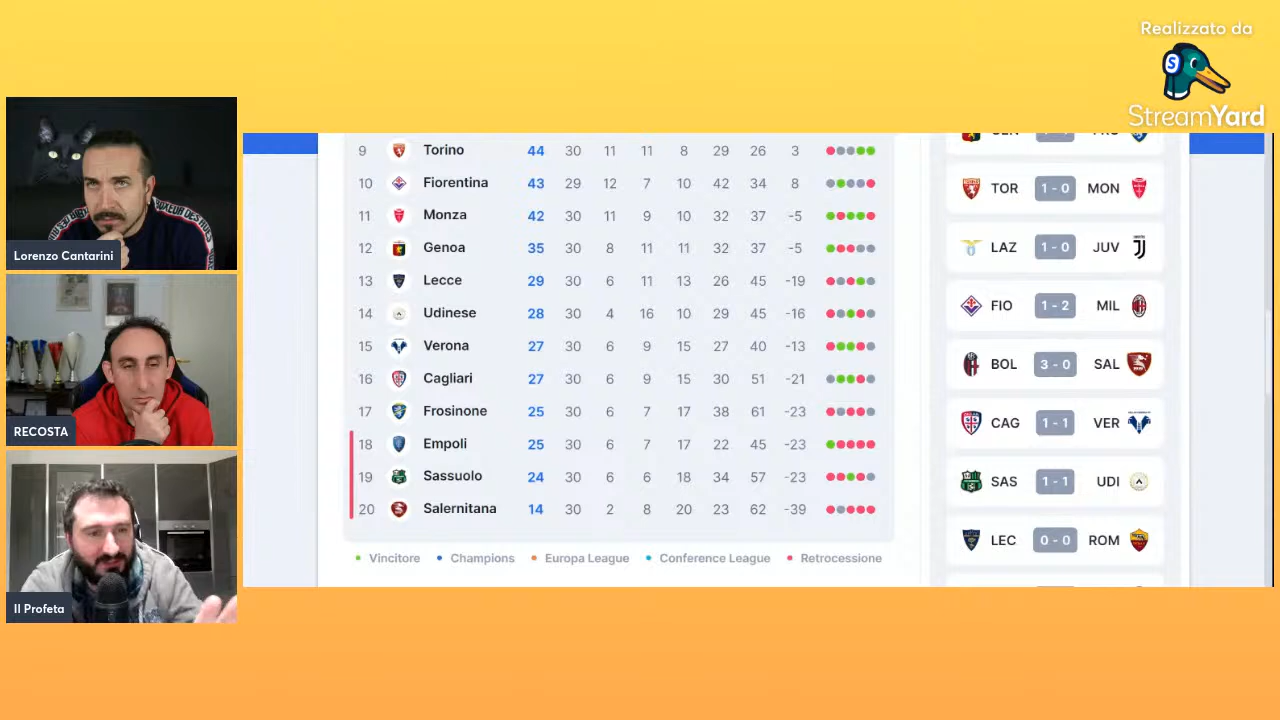 Realizzato da
StreamYard
Lorenzo Cantarini
RECOSTA
Il Profeta
9 Torino 44 30 11 11 8 29 26 3
10 Fiorentina 43 29 12 7 10 42 34 8
11 Monza 42 30 11 9 10 32 37 -5
12 Genoa 35 30 8 11 11 32 37 -5
13 Lecce 29 30 6 11 13 26 45 -19
14 Udinese 28 30 4 16 10 29 45 -16
15 Verona 27 30 6 9 15 27 40 -13
16 Cagliari 27 30 6 9 15 30 51 -21
17 Frosinone 25 30 6 7 17 38 61 -23
18 Empoli 25 30 6 7 17 22 45 -23
19 Sassuolo 24 30 6 6 18 34 57 -23
20 Salernitana 14 30 2 8 20 23 62 -39
Vincitore Champions Europa League Conference League Retrocessione
TOR 1 - 0 MON
LAZ 1 - 0 JUV
FIO 1 - 2 MIL
BOL 3 - 0 SAL
CAG 1 - 1 VER
SAS 1 - 1 UDI
LEC 0 - 0 ROM